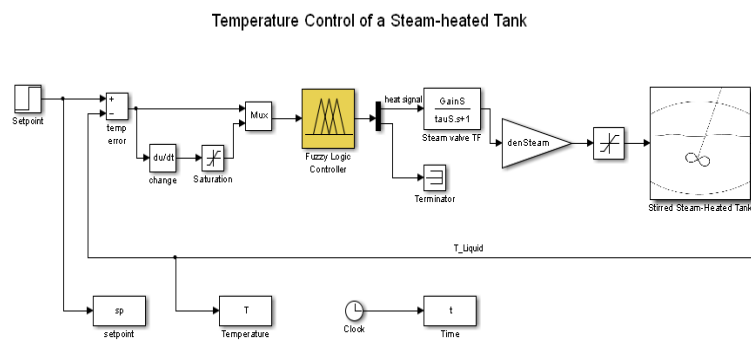 Temperature Control of a Steam-heated Tank
Setpoint
+
−
temp
error
du/dt
change
Saturation
Mux
Fuzzy Logic
Controller
heat signal
GainS
tauS.s+1
Steam valve TF
Terminator
denSteam
Stirred Steam-Heated Tank
T_Liquid
sp
setpoint
T
Temperature
Clock
t
Time